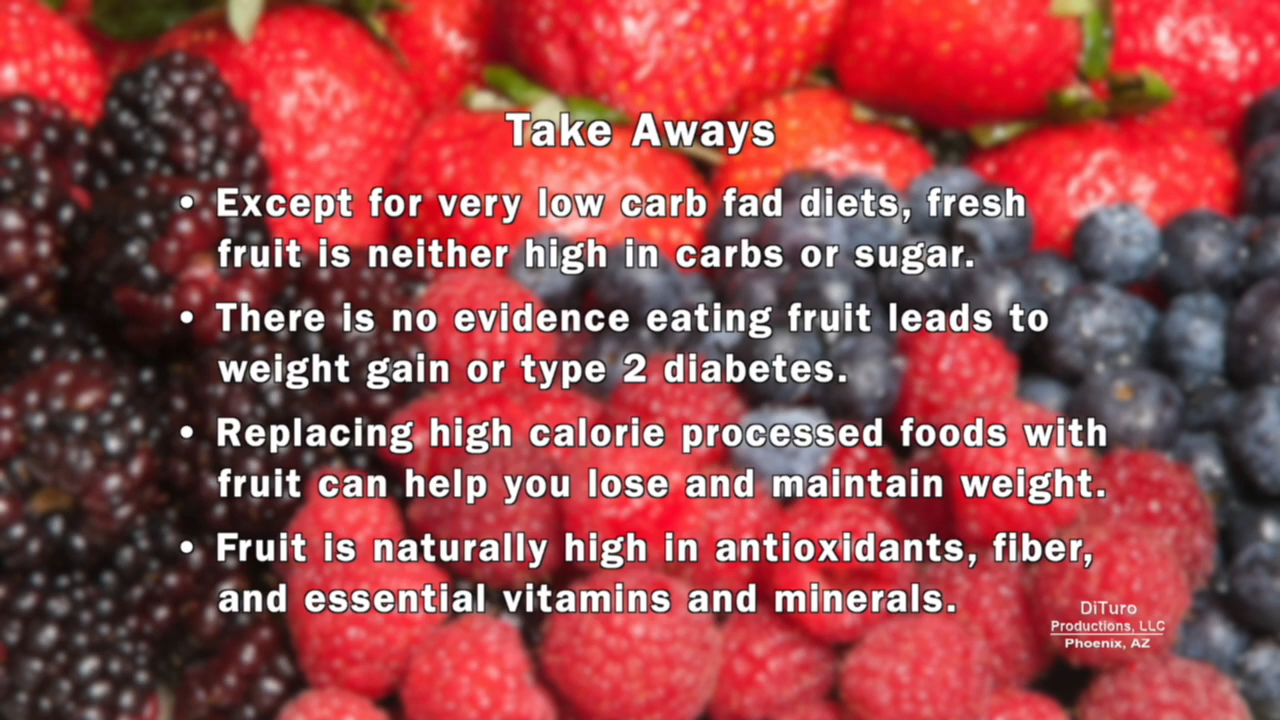 Take Aways
• Except for very low carb fad diets, fresh
fruit is neither high in carbs or sugar.
• There is no evidence eating fruit leads to
weight gain or type 2 diabetes.
• Replacing high calorie processed foods with
fruit can help you lose and maintain weight.
• Fruit is naturally high in antioxidants, fiber,
and essential vitamins and minerals.
DiTuro
Productions, LLC
Phoenix, AZ